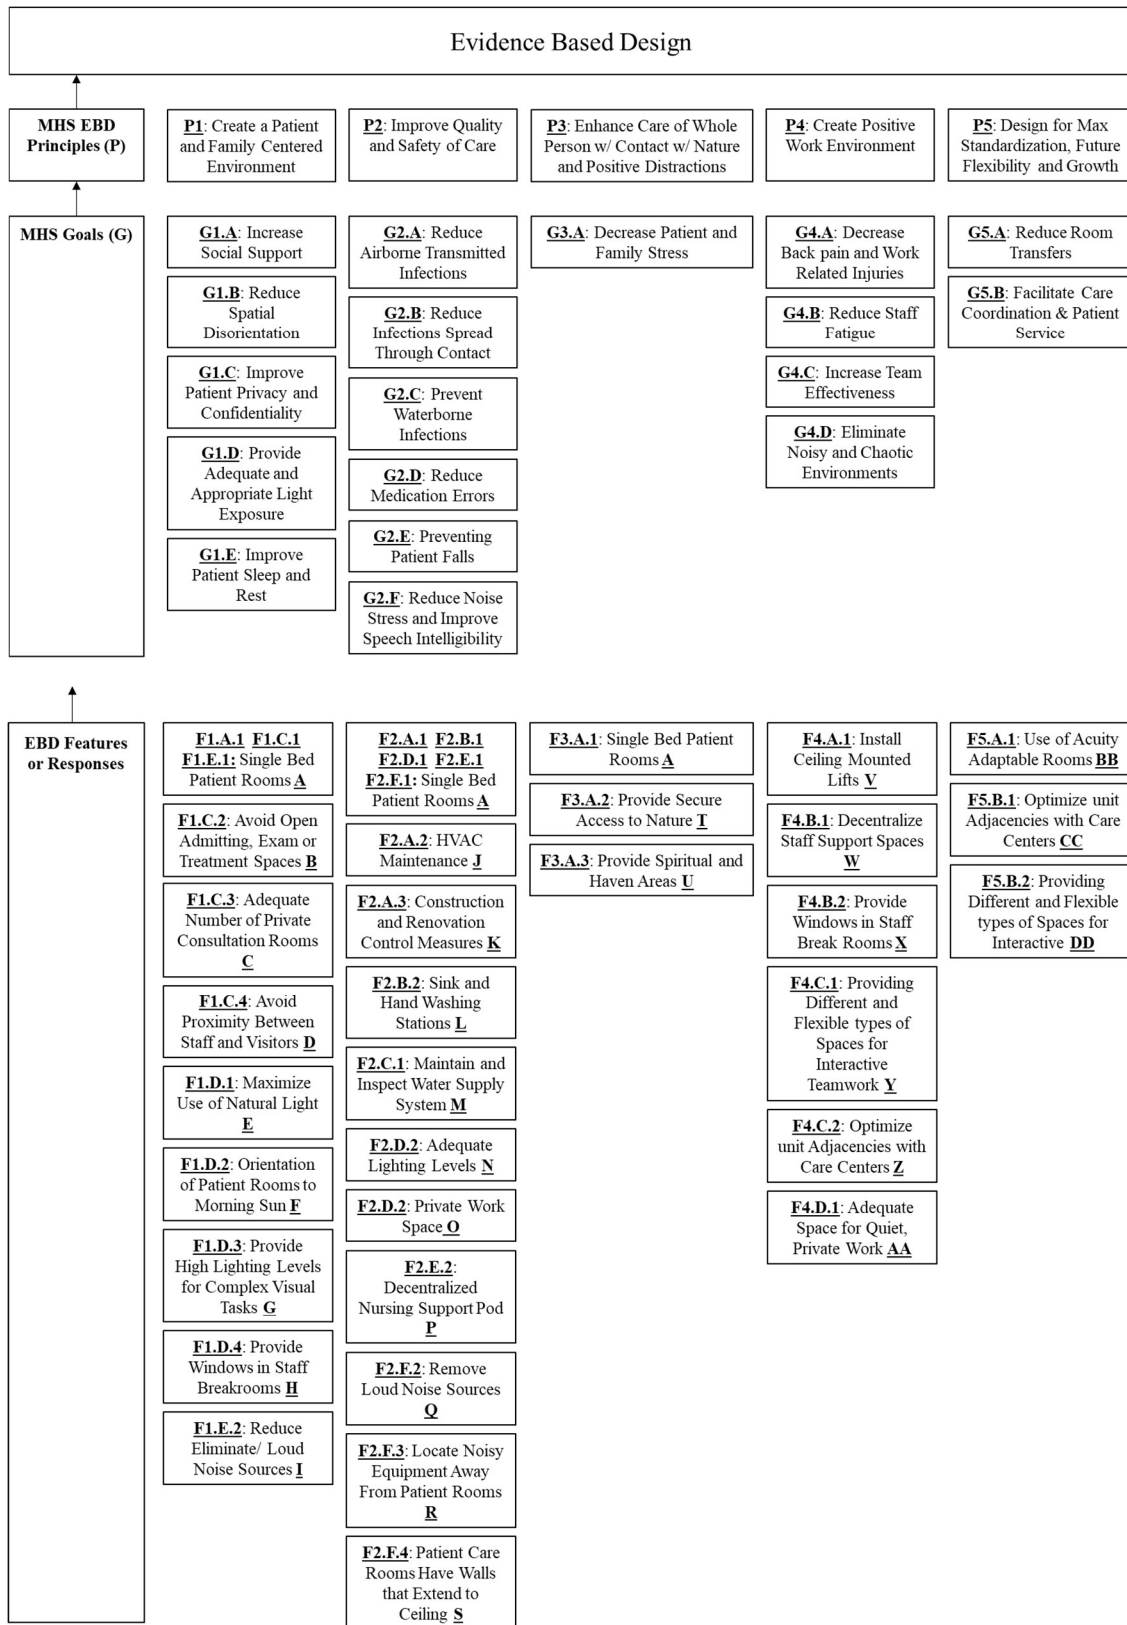 Evidence Based Design
MHS EBD
Principles (P)
P1: Create a Patient
and Family Centered
Environment
P2: Improve Quality
and Safety of Care
P3: Enhance Care of Whole
Person w/ Contact w/ Nature
and Positive Distractions
P4: Create Positive
Work Environment
P5: Design for Max
Standardization, Future
Flexibility and Growth
MHS Goals (G)
G1.A: Increase
Social Support
G1.B: Reduce
Spatial
Disorientation
G1.C: Improve
Patient Privacy and
Confidentiality
G1.D: Provide
Adequate and
Appropriate Light
Exposure
G1.E: Improve
Patient Sleep and
Rest
G2.A: Reduce
Airborne Transmitted
Infections
G2.B: Reduce
Infections Spread
Through Contact
G2.C: Prevent
Waterborne
Infections
G2.D: Reduce
Medication Errors
G2.E: Preventing
Patient Falls
G2.F: Reduce Noise
Stress and Improve
Speech Intelligibility
G3.A: Decrease Patient and
Family Stress
G4.A: Decrease
Back pain and Work
Related Injuries
G4.B: Reduce Staff
Fatigue
G4.C: Increase Team
Effectiveness
G4.D: Eliminate
Noisy and Chaotic
Environments
G5.A: Reduce Room
Transfers
G5.B: Facilitate Care
Coordination & Patient
Service
EBD Features
or Responses
F1.A.1 F1.C.1
F1.E.1: Single Bed
Patient Rooms A
F1.C.2: Avoid Open
Admitting, Exam or
Treatment Spaces B
F1.C.3: Adequate
Number of Private
Consultation Rooms
C
F1.C.4: Avoid
Proximity Between
Staff and Visitors D
F1.D.1: Maximize
Use of Natural Light
E
F1.D.2: Orientation
of Patient Rooms to
Morning Sun F
F1.D.3: Provide
High Lighting Levels
for Complex Visual
Tasks G
F1.D.4: Provide
Windows in Staff
Breakrooms H
F1.E.2: Reduce
Eliminate/ Loud
Noise Sources I
F2.A.1 F2.B.1
F2.D.1 F2.E.1
F2.F.1: Single Bed
Patient Rooms A
F2.A.2: HVAC
Maintenance J
F2.A.3: Construction
and Renovation
Control Measures K
F2.B.2: Sink and
Hand Washing
Stations L
F2.C.1: Maintain and
Inspect Water Supply
System M
F2.D.2: Adequate
Lighting Levels N
F2.D.2: Private Work
Space O
F2.E.2:
Decentralized
Nursing Support Pod
P
F2.F.2: Remove
Loud Noise Sources
Q
F2.F.3: Locate Noisy
Equipment Away
From Patient Rooms
R
F2.F.4: Patient Care
Rooms Have Walls
that Extend to
Ceiling S
F3.A.1: Single Bed Patient
Rooms A
F3.A.2: Provide Secure
Access to Nature T
F3.A.3: Provide Spiritual and
Haven Areas U
F4.A.1: Install
Ceiling Mounted
Lifts V
F4.B.1: Decentralize
Staff Support Spaces
W
F4.B.2: Provide
Windows in Staff
Break Rooms X
F4.C.1: Providing
Different and
Flexible types of
Spaces for
Interactive
Teamwork Y
F4.C.2: Optimize
unit Adjacencies with
Care Centers Z
F4.D.1: Adequate
Space for Quiet,
Private Work AA
F5.A.1: Use of Acuity
Adaptable Rooms BB
F5.B.1: Optimize unit
Adjacencies with Care
Centers CC
F5.B.2: Providing
Different and Flexible
types of Spaces for
Interactive DD